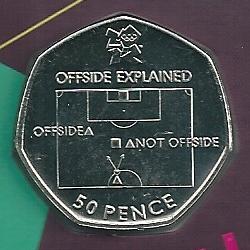 OFFSIDE EXPLAINED
OFFSIDE
NOT OFFSIDE
50 PENCE